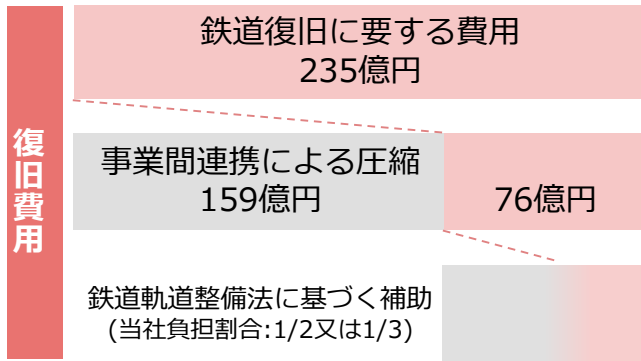 復旧費用
鉄道復旧に要する費用
235億円
事業間連携による圧縮
159億円
76億円
鉄道軌道整備法に基づく補助
(当社負担割合:1/2又は1/3)